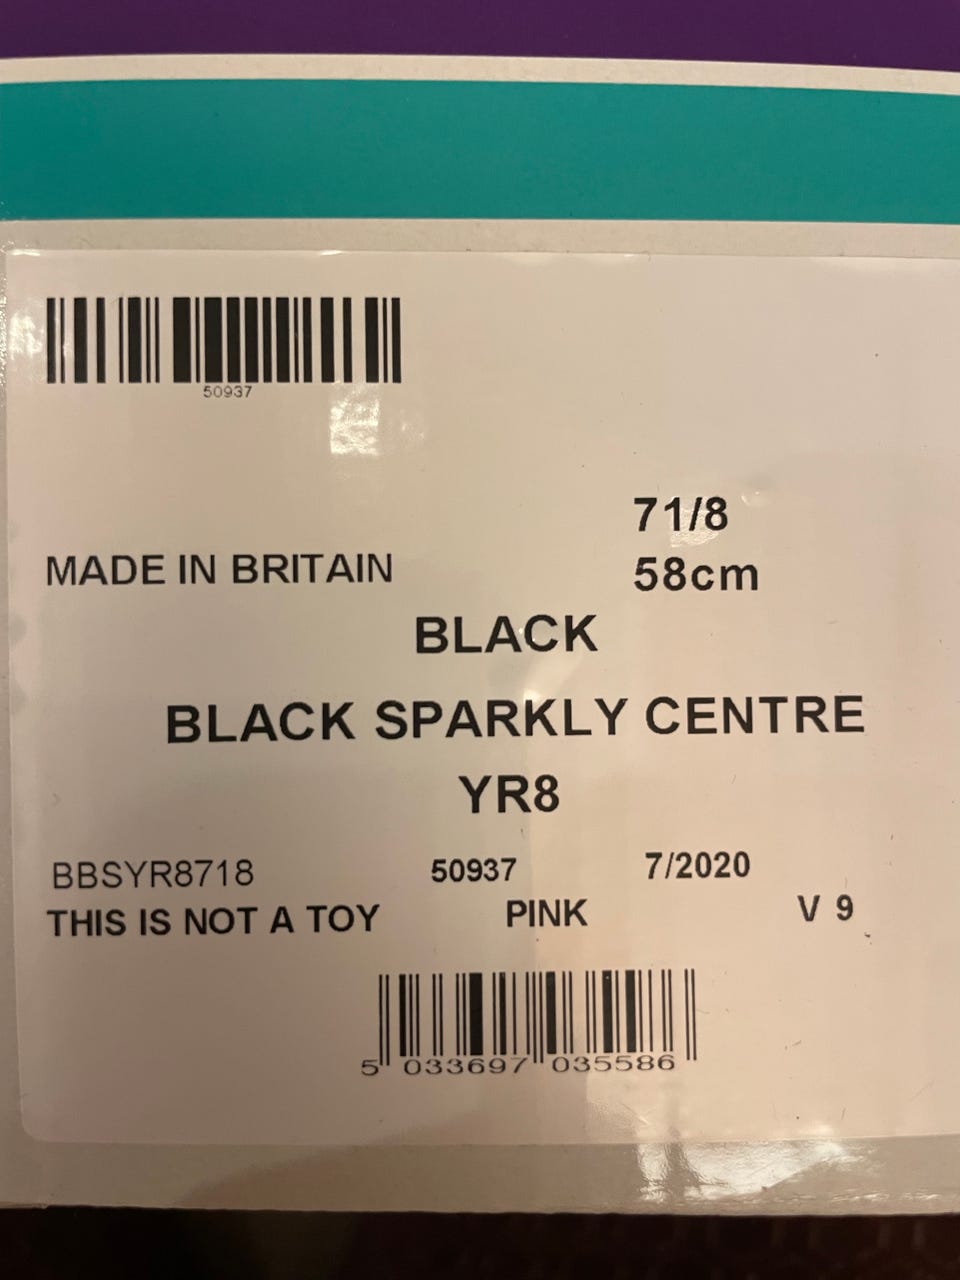 50937
71/8
MADE IN BRITAIN 58cm
BLACK
BLACK SPARKLY CENTRE
YR8
BBSYR8718 50937 7/2020
THIS IS NOT A TOY PINK V 9
5 033697 035586